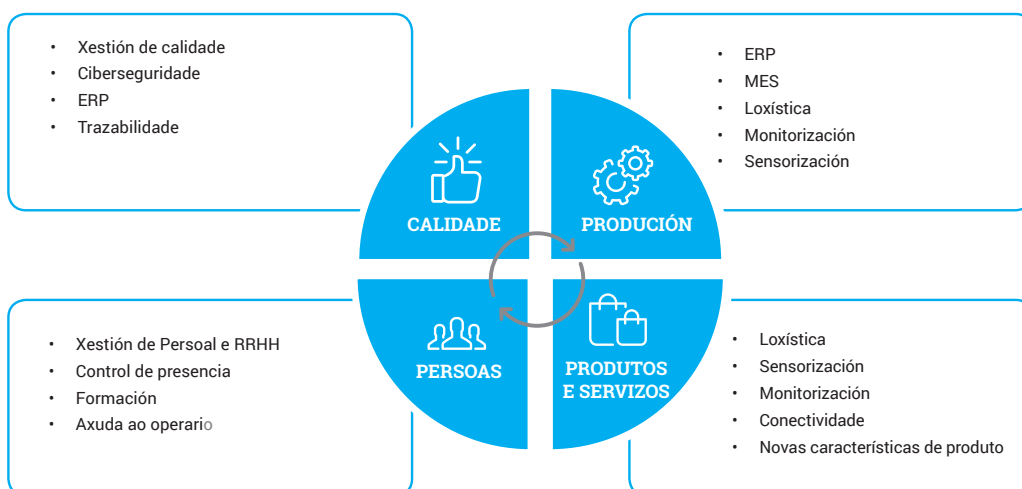 • Xestión de calidade
• Ciberseguridade
• ERP
• Trazabilidade
• ERP
• MES
• Loxística
• Monitorización
• Sensorización
CALIDADE
PRODUCIÓN
PERSOAS
PRODUTOS
E SERVIZOS
• Xestión de Persoal e RRHH
• Control de presencia
• Formación
• Axuda ao operario
• Loxística
• Sensorización
• Monitorización
• Conectividade
• Novas características de produto